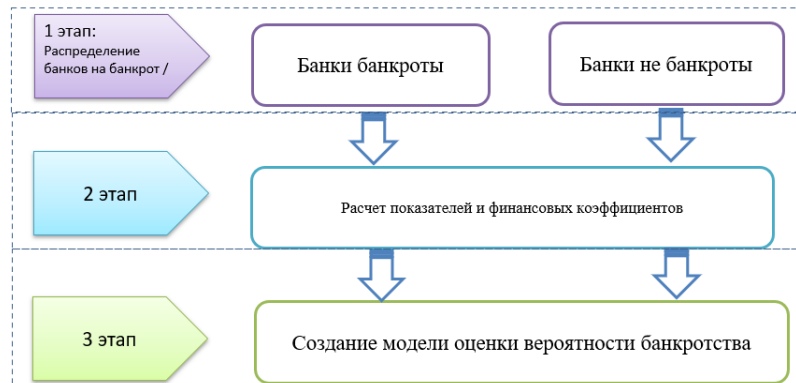 1 этап:
Распределение
банков на банкрот /
Банки банкроты
Банки не банкроты
2 этап
Расчет показателей и финансовых коэффициентов
3 этап
Создание модели оценки вероятности банкротства